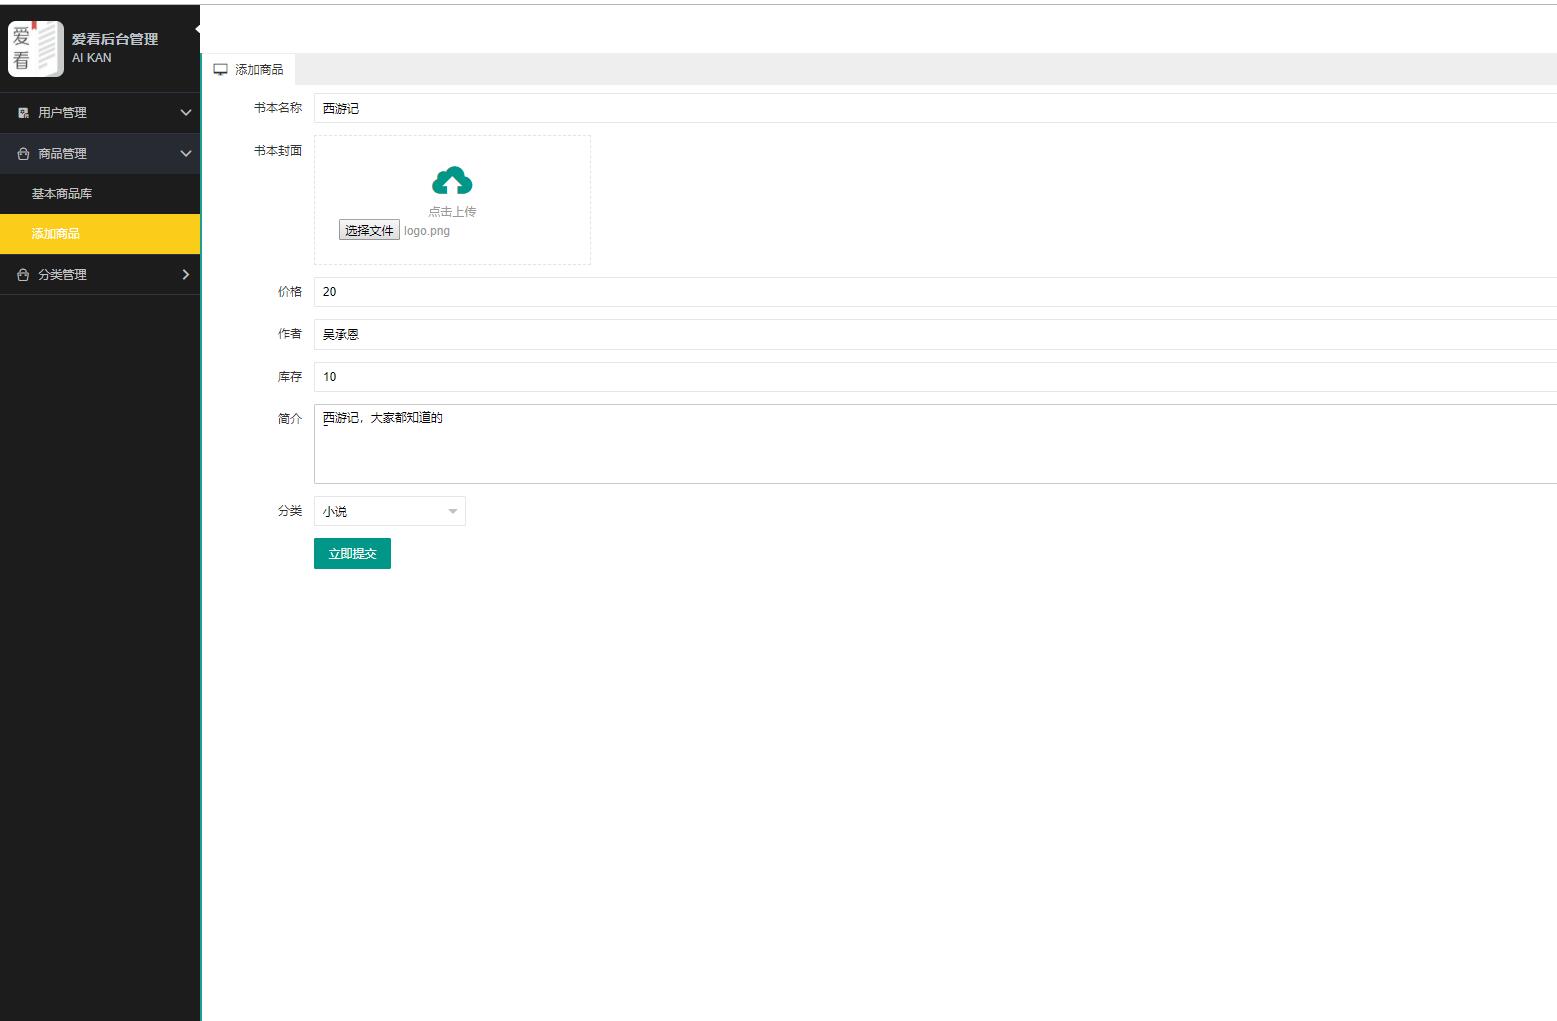 爱看
爱看后台管理
AI KAN
用户管理
商品管理
基本商品库
添加商品
分类管理
添加商品
书本名称 西游记
书本封面
点击上传
选择文件 logo.png
价格 20
作者 吴承恩
库存 10
简介 西游记，大家都知道的
分类 小说
立即提交